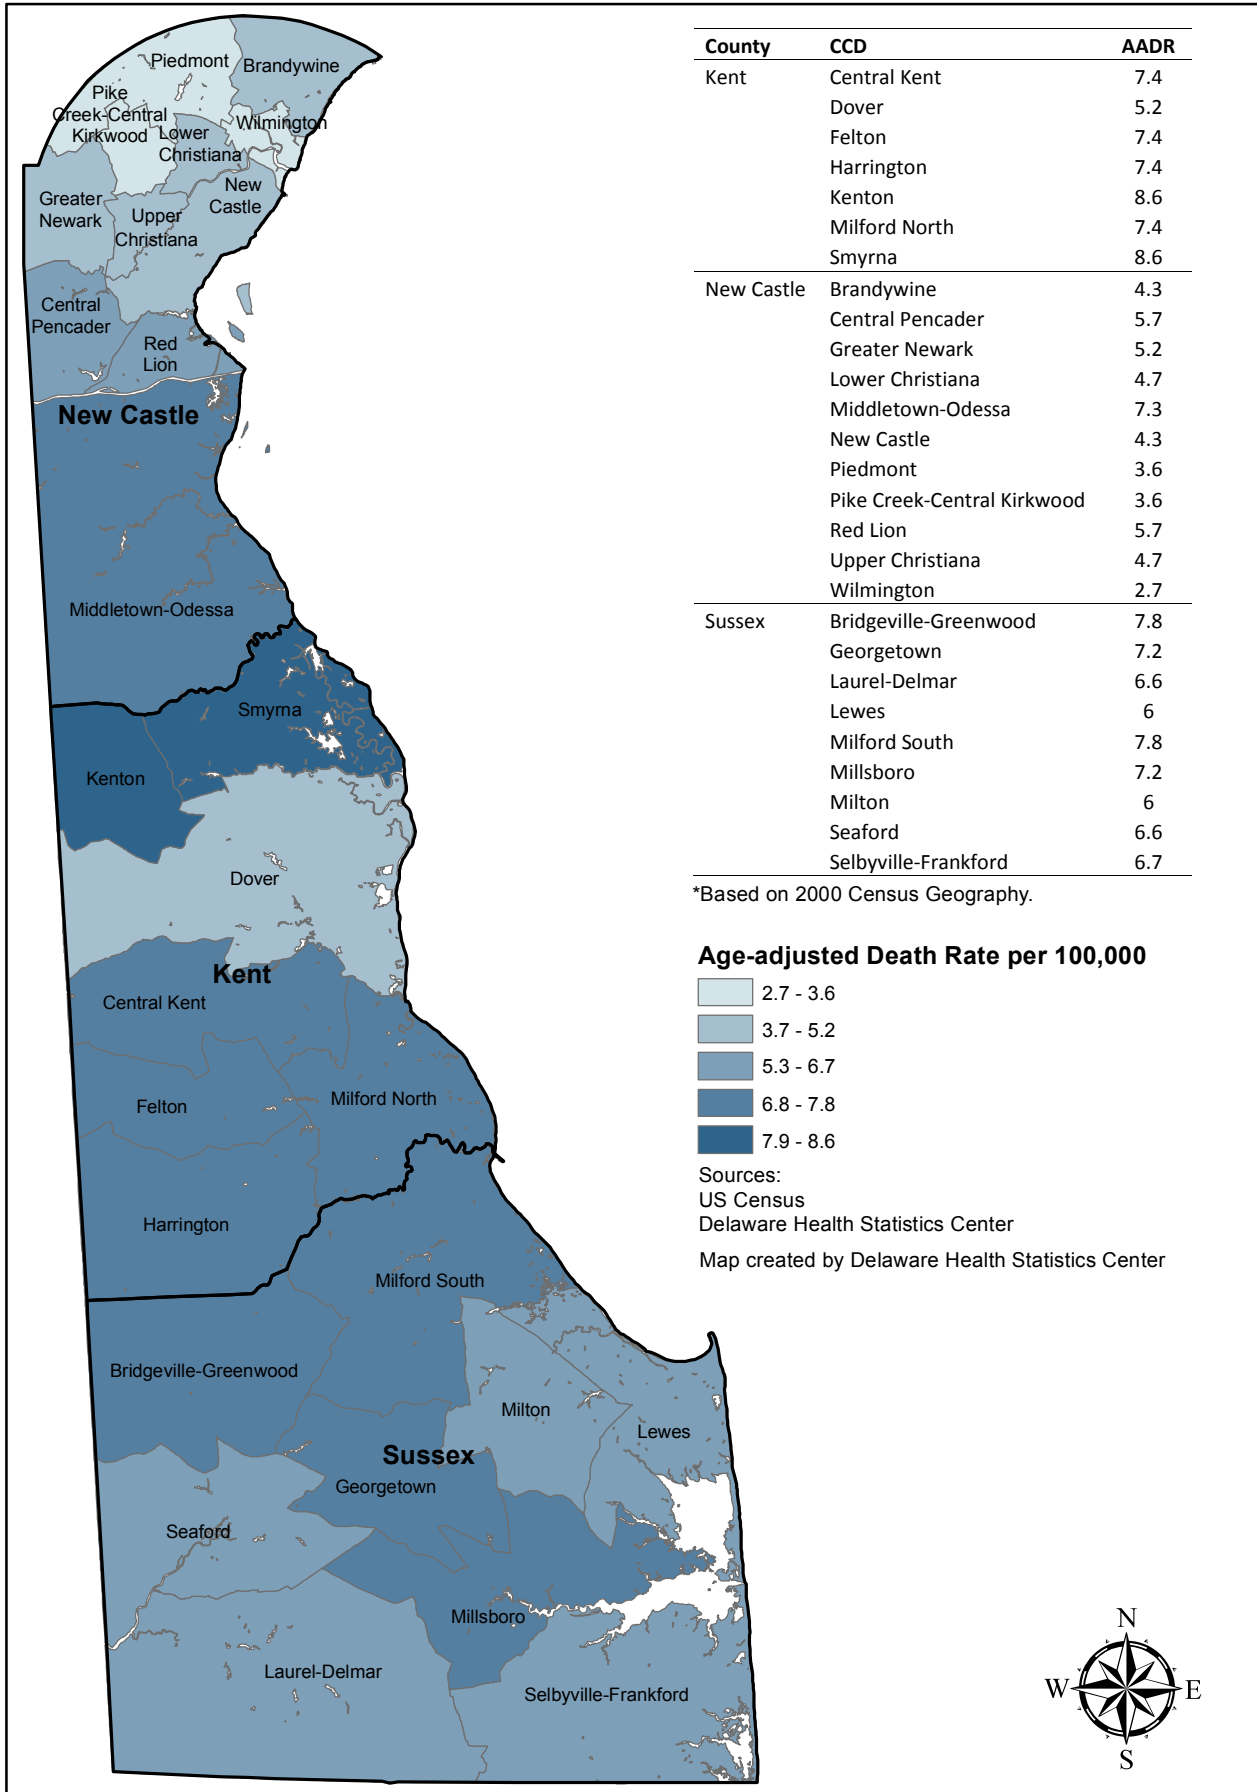 Piedmont
Brandywine
Pike
Creek-Central
Kirkwood
Wilmington
Lower
Christiana
New
Castle
Greater
Newark
Upper
Christiana
Central
Pencader
Red
Lion
New Castle
Middletown-Odessa
Smyrna
Kenton
Dover
Kent
Central Kent
Felton
Milford North
Harrington
Milford South
Bridgeville-Greenwood
Milton
Lewes
Sussex
Georgetown
Seaford
Millsboro
Laurel-Delmar
Selbyville-Frankford
County CCD AADR
Kent Central Kent 7.4
Dover 5.2
Felton 7.4
Harrington 7.4
Kenton 8.6
Milford North 7.4
Smyrna 8.6
New Castle Brandywine 4.3
Central Pencader 5.7
Greater Newark 5.2
Lower Christiana 4.7
Middletown-Odessa 7.3
New Castle 4.3
Piedmont 3.6
Pike Creek-Central Kirkwood 3.6
Red Lion 5.7
Upper Christiana 4.7
Wilmington 2.7
Sussex Bridgeville-Greenwood 7.8
Georgetown 7.2
Laurel-Delmar 6.6
Lewes 6
Milford South 7.8
Millsboro 7.2
Milton 6
Seaford 6.6
Selbyville-Frankford 6.7
*Based on 2000 Census Geography.
Age-adjusted Death Rate per 100,000
2.7 - 3.6
3.7 - 5.2
5.3 - 6.7
6.8 - 7.8
7.9 - 8.6
Sources:
US Census
Delaware Health Statistics Center
Map created by Delaware Health Statistics Center
N
W E
S